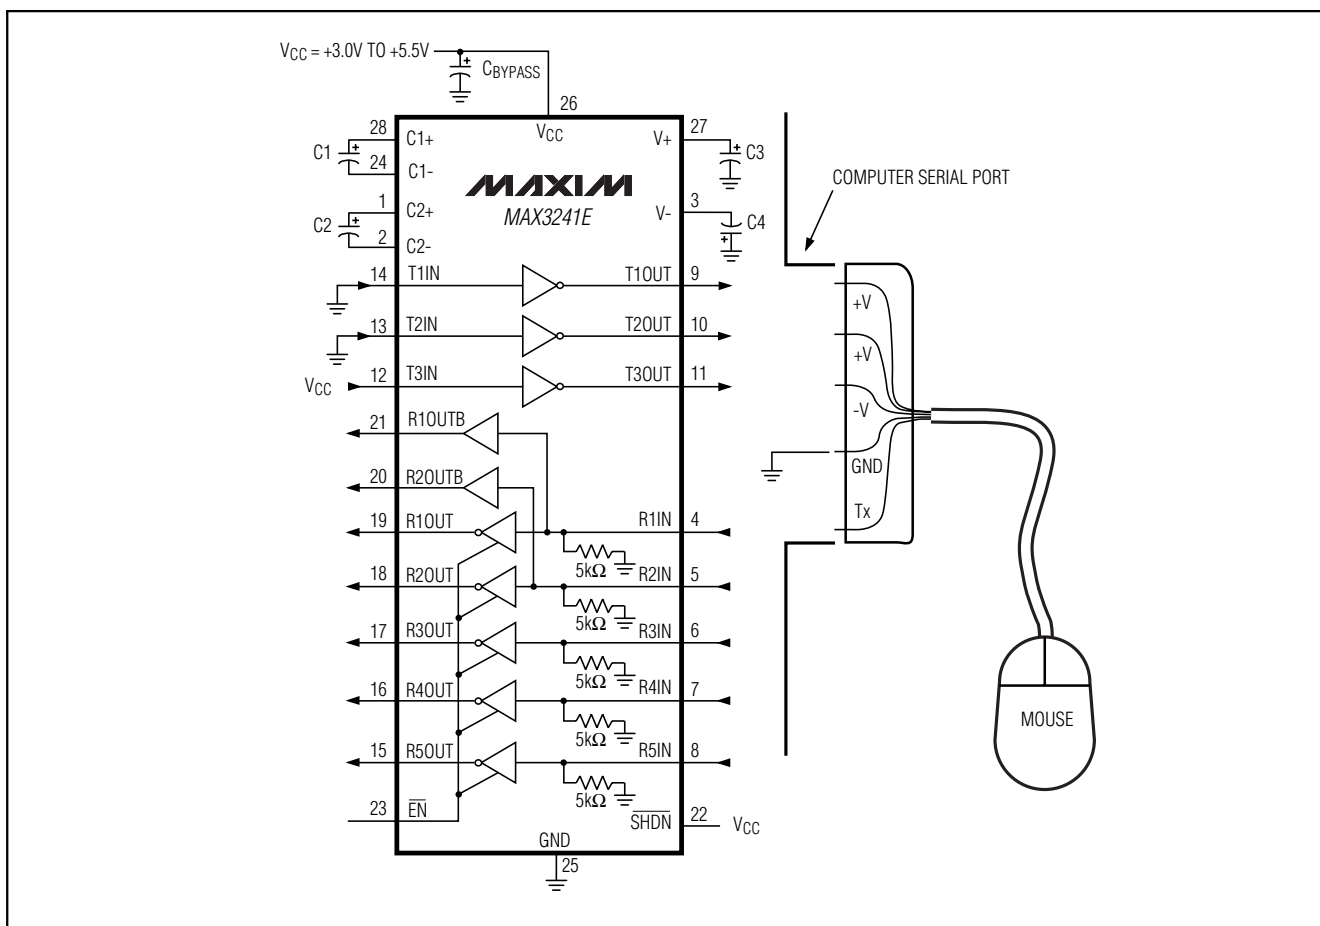 VCC = +3.0V TO +5.5V
CBYPASS
26
VCC
28
C1+
V+
27
C1
C3
24
C1-
COMPUTER SERIAL PORT
MAXIM
MAX3241E
1
C2+
V-
3
C2
C4
2
C2-
14
T1IN
T1OUT
9
+V
13
T2IN
T2OUT
10
+V
VCC
12
T3IN
T3OUT
11
-V
21
R1OUTB
GND
20
R2OUTB
Tx
19
R1OUT
R1IN
4
5kΩ
18
R2OUT
R2IN
5
5kΩ
17
R3OUT
R3IN
6
5kΩ
16
R4OUT
R4IN
7
5kΩ
MOUSE
15
R5OUT
R5IN
8
5kΩ
23
EN
SHDN
22
VCC
GND
25